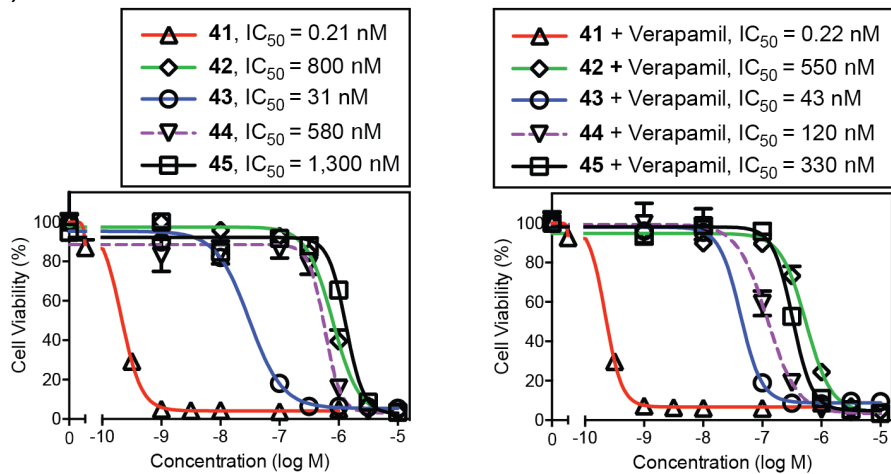 )
41, IC50 = 0.21 nM
42, IC50 = 800 nM
43, IC50 = 31 nM
44, IC50 = 580 nM
45, IC50 = 1,300 nM
100
80
60
40
20
0
Cell Viability (%)
0 -10 -9 -8 -7 -6 -5
Concentration (log M)
41 + Verapamil, IC50 = 0.22 nM
42 + Verapamil, IC50 = 550 nM
43 + Verapamil, IC50 = 43 nM
44 + Verapamil, IC50 = 120 nM
45 + Verapamil, IC50 = 330 nM
100
80
60
40
20
0
Cell Viability (%)
0 -10 -9 -8 -7 -6 -5
Concentration (log M)